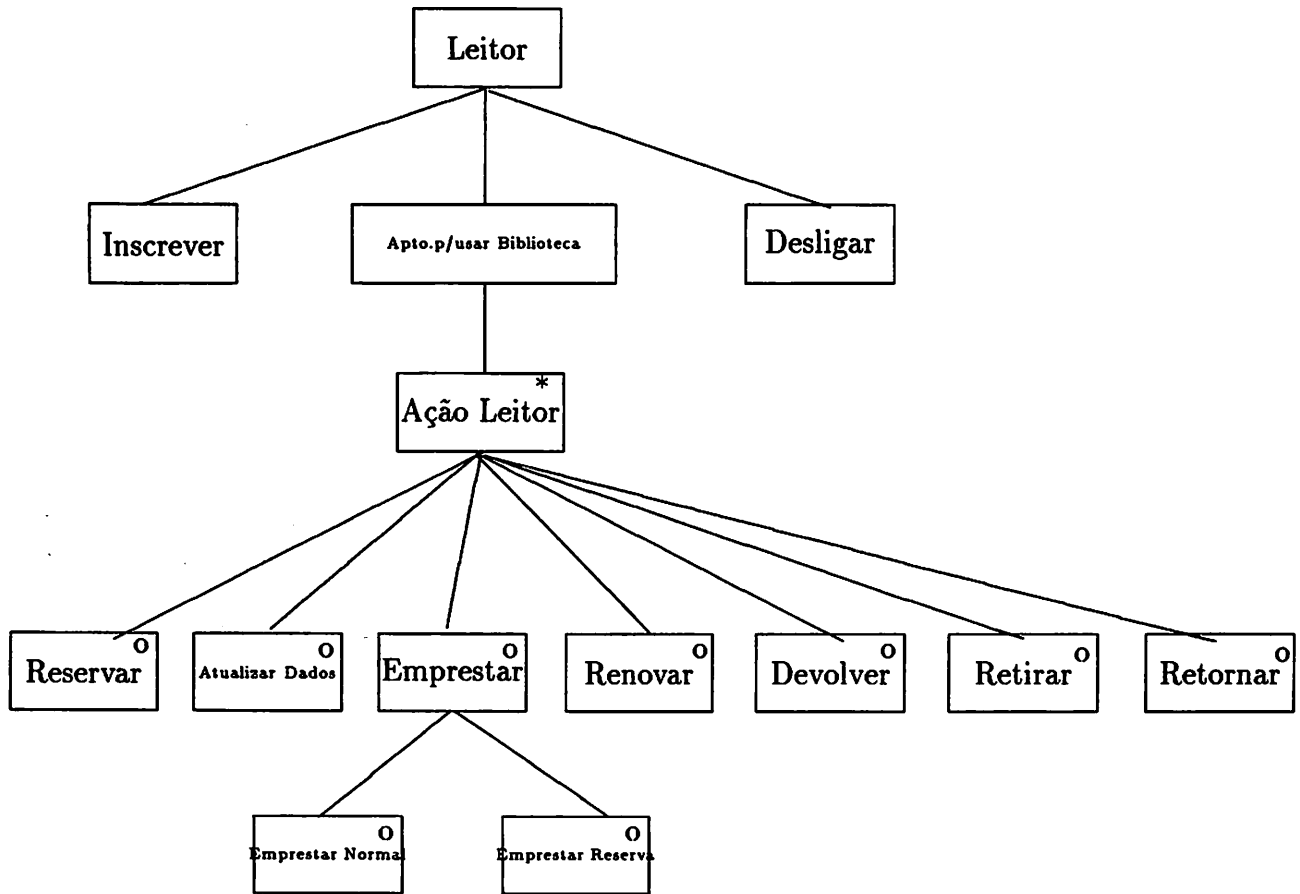 Leitor
Inscrever
Apto.p/usar Biblioteca
Desligar
*
Ação Leitor
O
Reservar
O
Atualizar Dados
O
Emprestar
O
Renovar
O
Devolver
O
Retirar
O
Retornar
O
Emprestar Normal
O
Emprestar Reserva